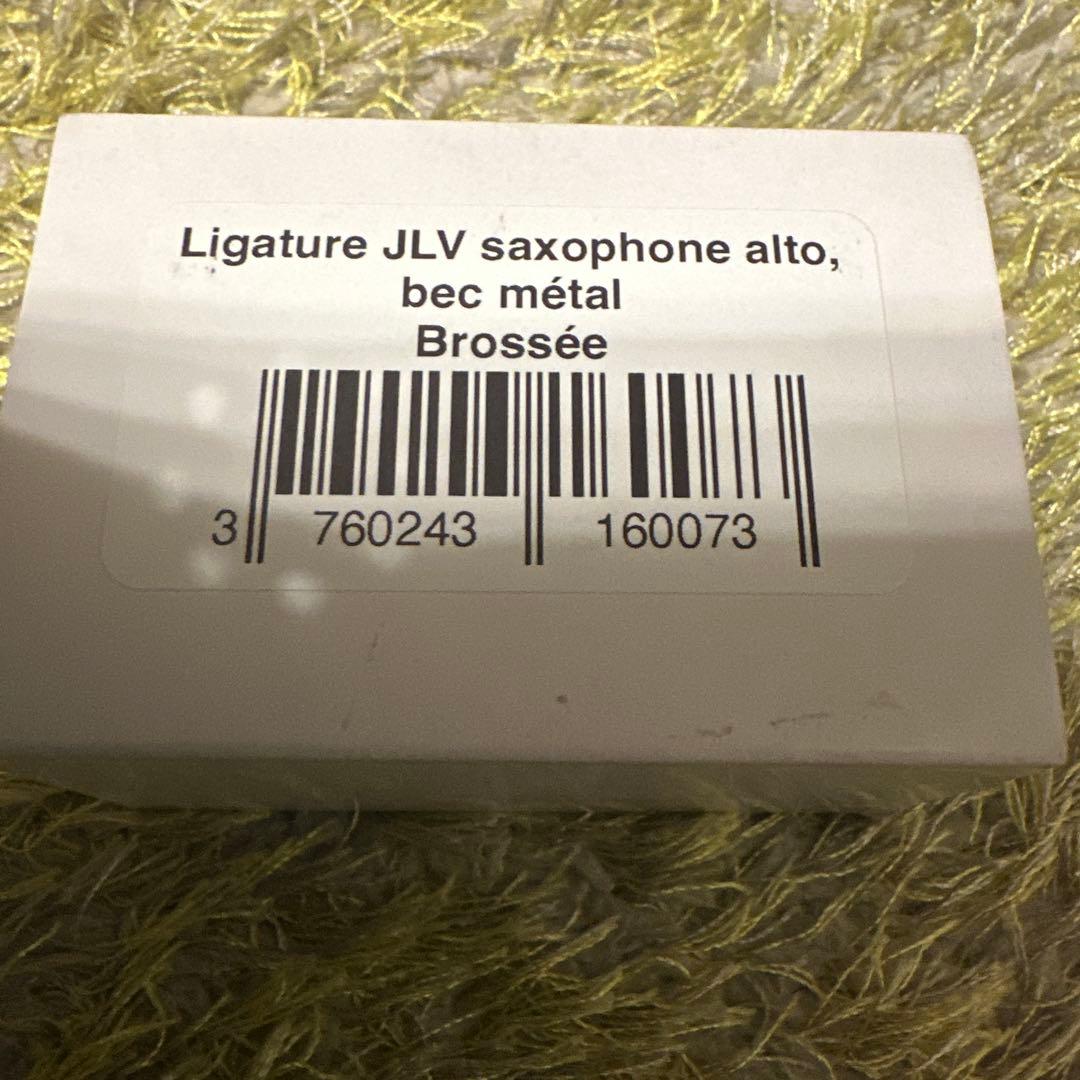 Ligature JLV saxophone alto,
bec métal
Brossée
3 760243 160073